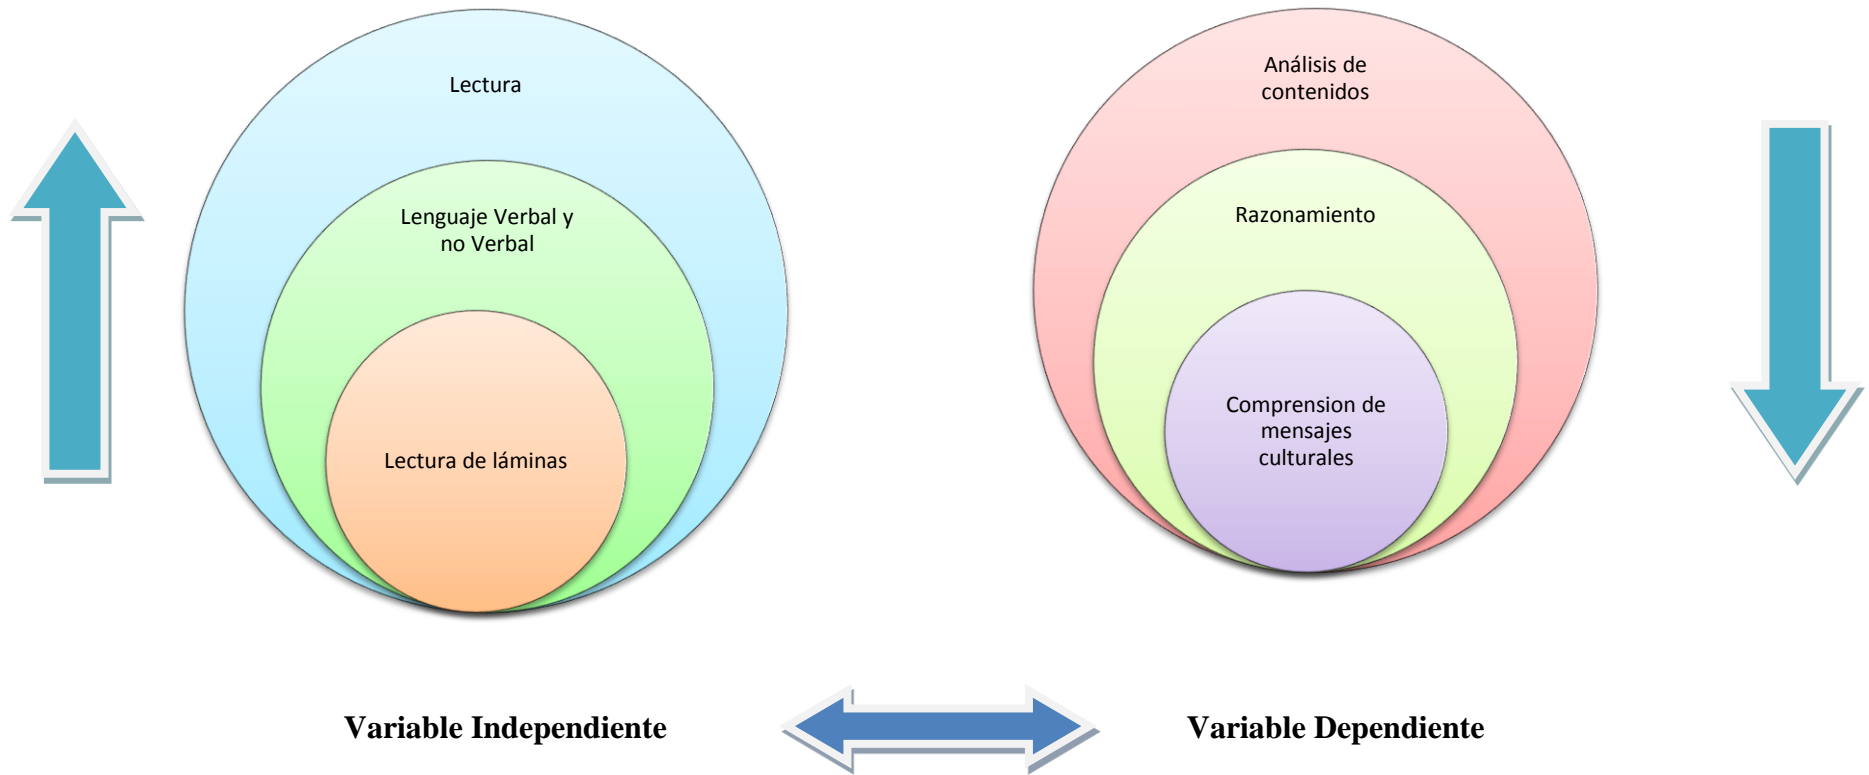 Lectura
Lenguaje Verbal y
no Verbal
Lectura de láminas
Análisis de
contenidos
Razonamiento
Comprension de
mensajes
culturales
Variable Independiente
Variable Dependiente